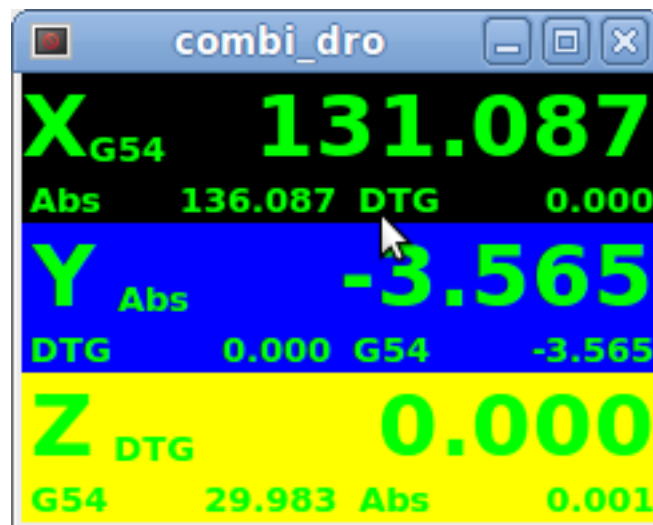 combi_dro
X G54 131.087
Abs 136.087 DTG 0.000
Y Abs -3.565
DTG 0.000 G54 -3.565
Z DTG 0.000
G54 29.983 Abs 0.001